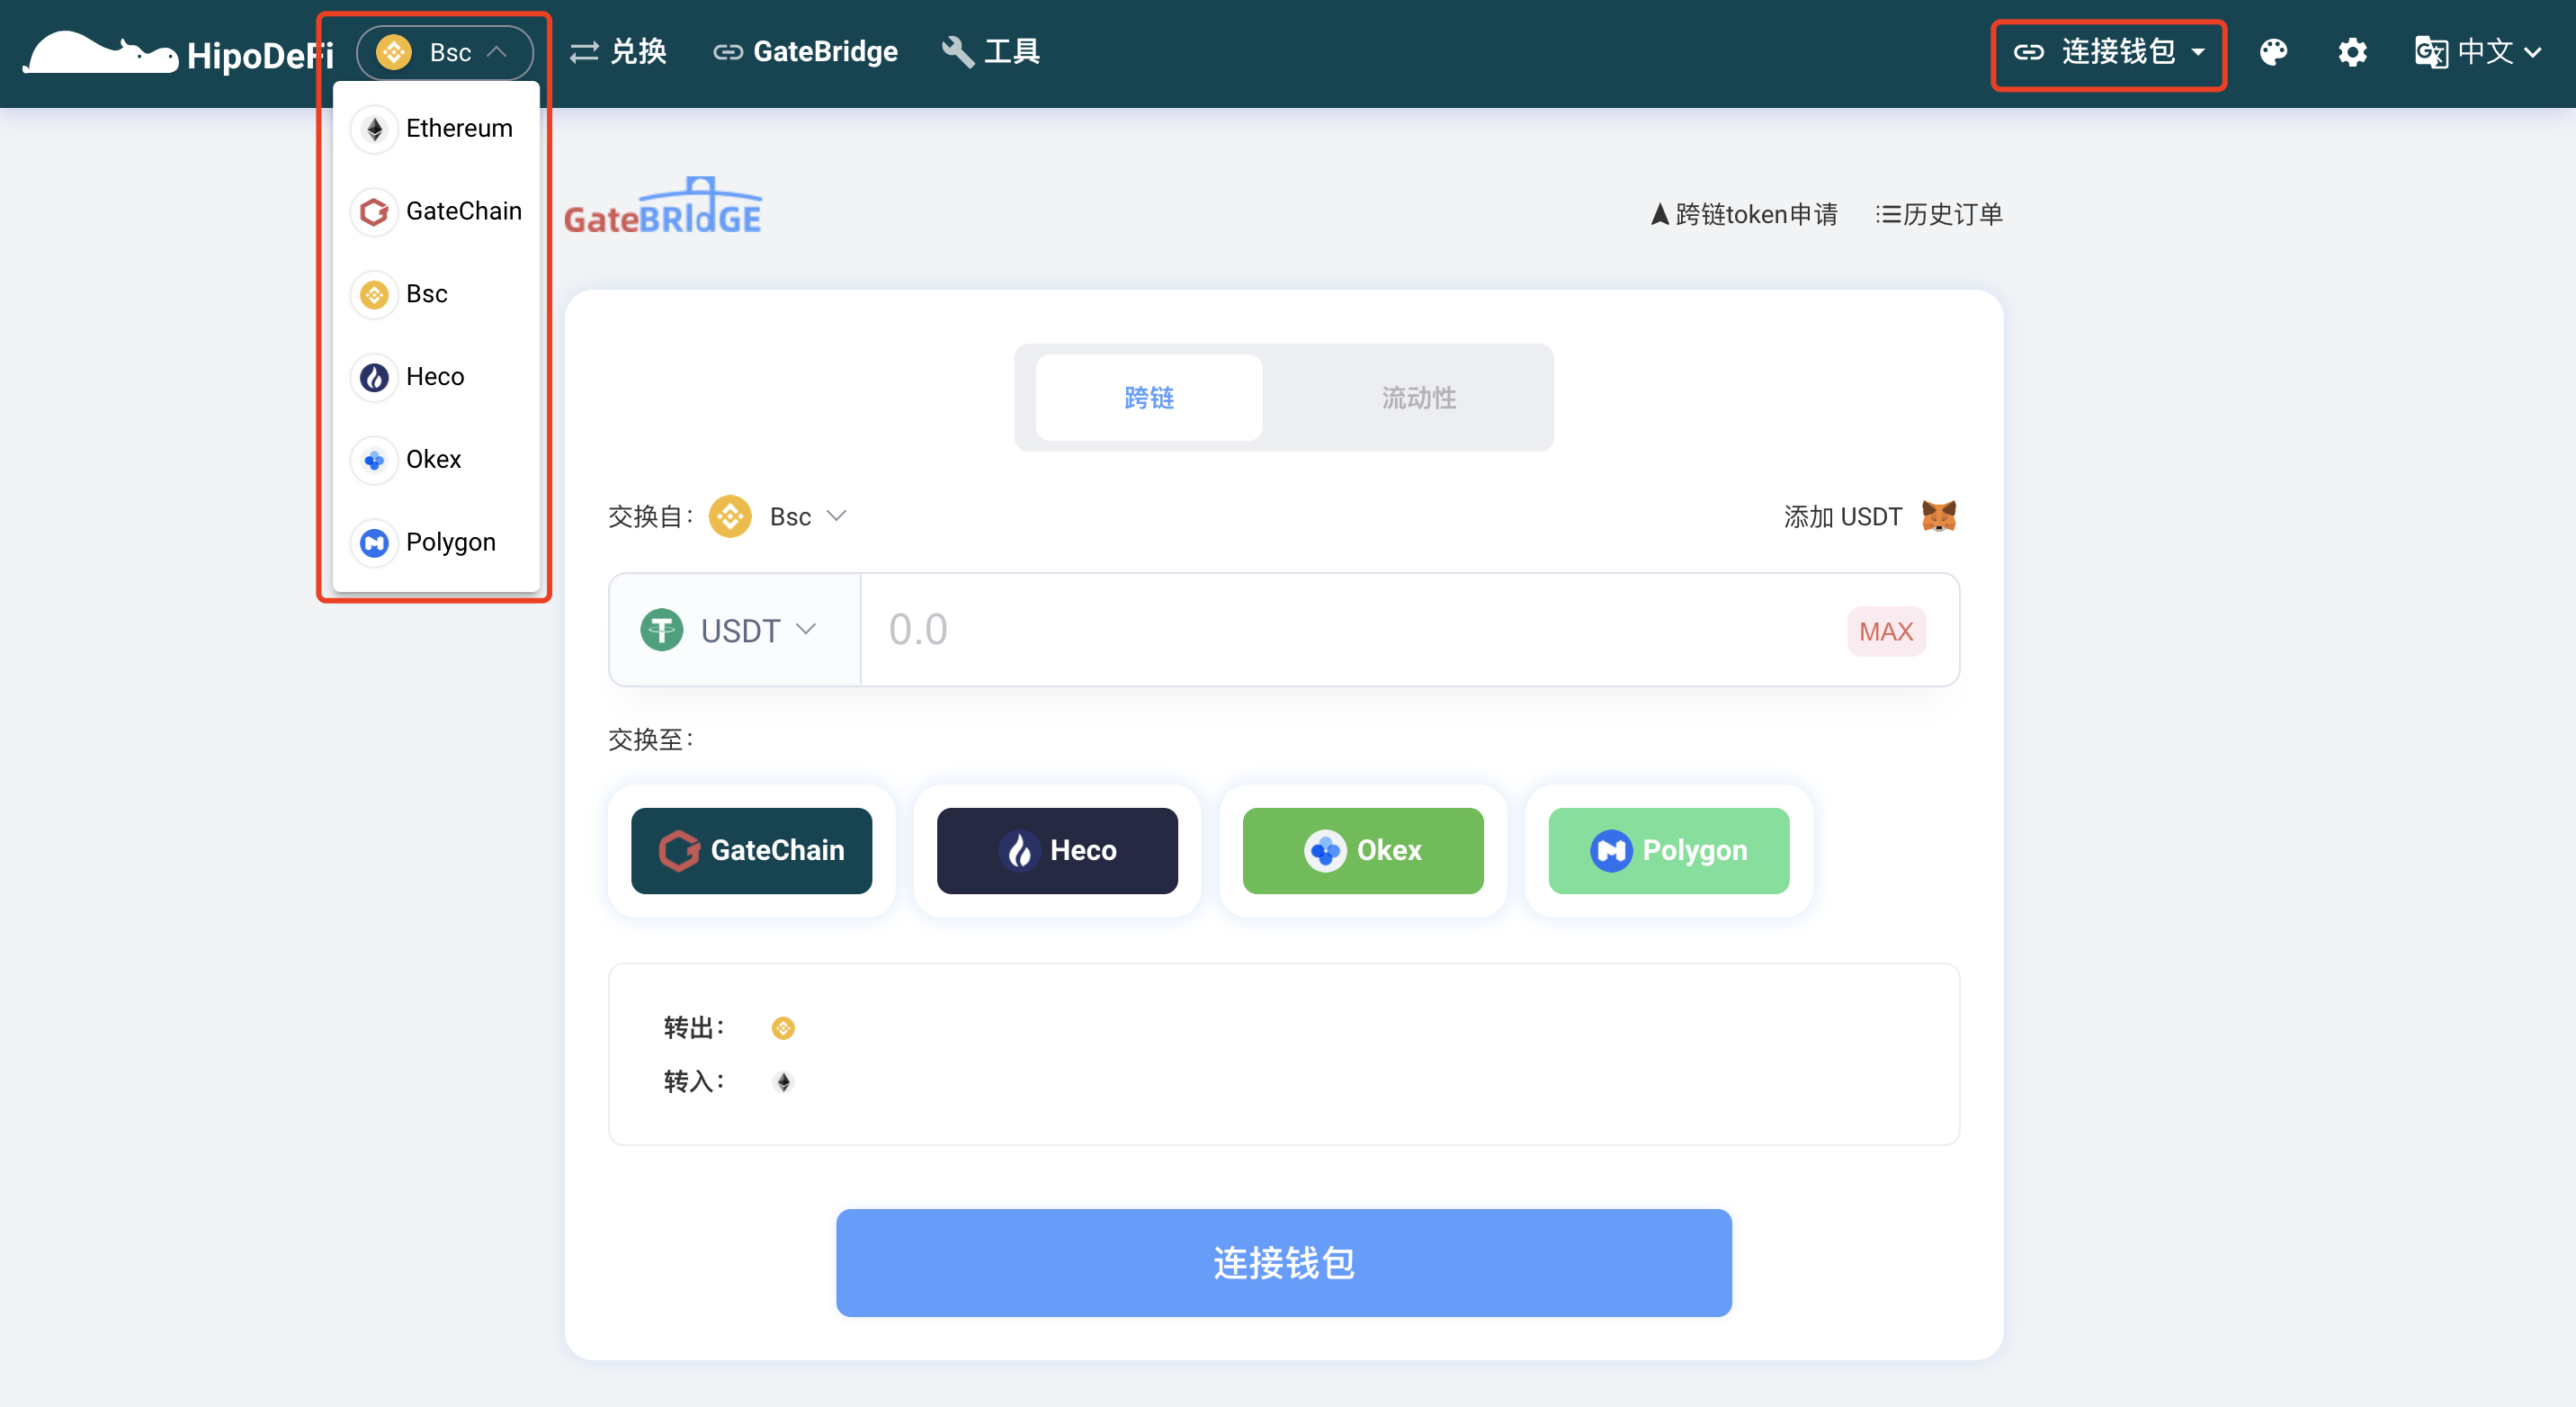 HipoDeFi
Bsc
兑换
GateBridge
工具
连接钱包
中文
Ethereum
GateChain
Bsc
Heco
Okex
Polygon
GateBRIdGE
跨链token申请
历史订单
跨链
流动性
交换自：
Bsc
添加 USDT
USDT
0.0
MAX
交换至：
GateChain
Heco
Okex
Polygon
转出：
转入：
连接钱包